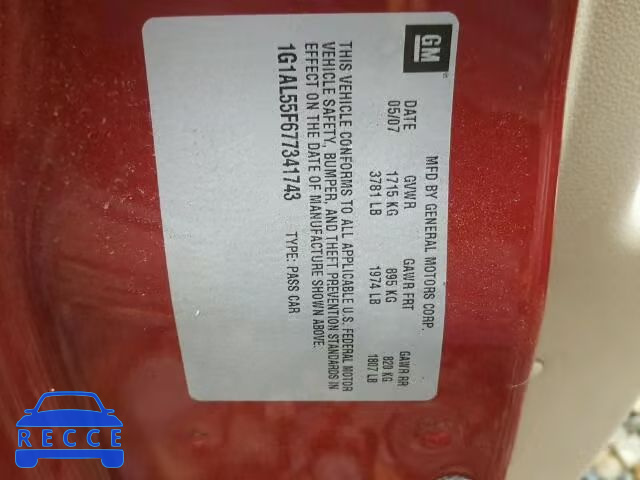 GM
®
MFD BY GENERAL MOTORS CORP.
DATE GVWR GAWR FRT GAWR RR
05/07 1715 KG 895 KG 820 KG
3781 LB 1974 LB 1807 LB
THIS VEHICLE CONFORMS TO ALL APPLICABLE U.S. FEDERAL MOTOR
VEHICLE SAFETY, BUMPER, AND THEFT PREVENTION STANDARDS IN
EFFECT ON THE DATE OF MANUFACTURE SHOWN ABOVE.
1G1AL55F677341743 TYPE: PASS CAR
RECCE